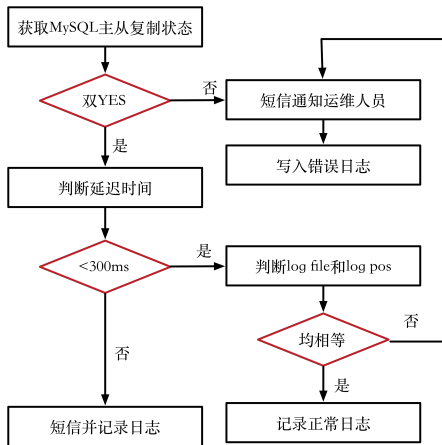 获取MySQL主从复制状态
双YES
否
短信通知运维人员
是
写入错误日志
判断延迟时间
<300ms
是
判断log file和log pos
否
均相等
否
是
短信并记录日志
记录正常日志